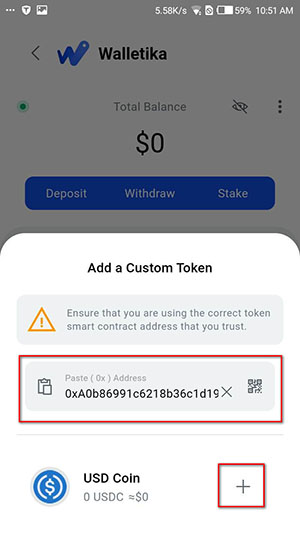 5.58K/s 59% 10:51 AM
Walletika
Total Balance
$0
Deposit Withdraw Stake
Add a Custom Token
Ensure that you are using the correct token
smart contract address that you trust.
Paste ( 0x ) Address
0xA0b86991c6218b36c1d19
USD Coin
0 USDC ≈$0